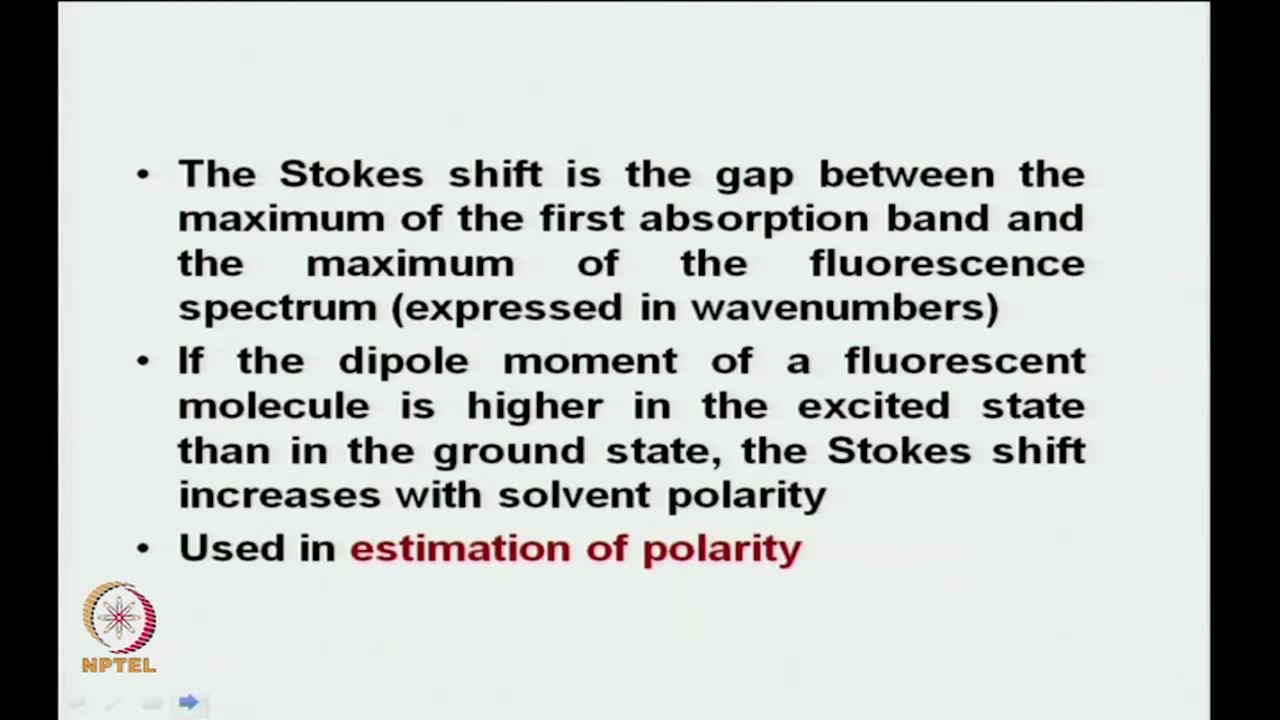 • The Stokes shift is the gap between the
maximum of the first absorption band and
the maximum of the fluorescence
spectrum (expressed in wavenumbers)
• If the dipole moment of a fluorescent
molecule is higher in the excited state
than in the ground state, the Stokes shift
increases with solvent polarity
• Used in estimation of polarity
NPTEL